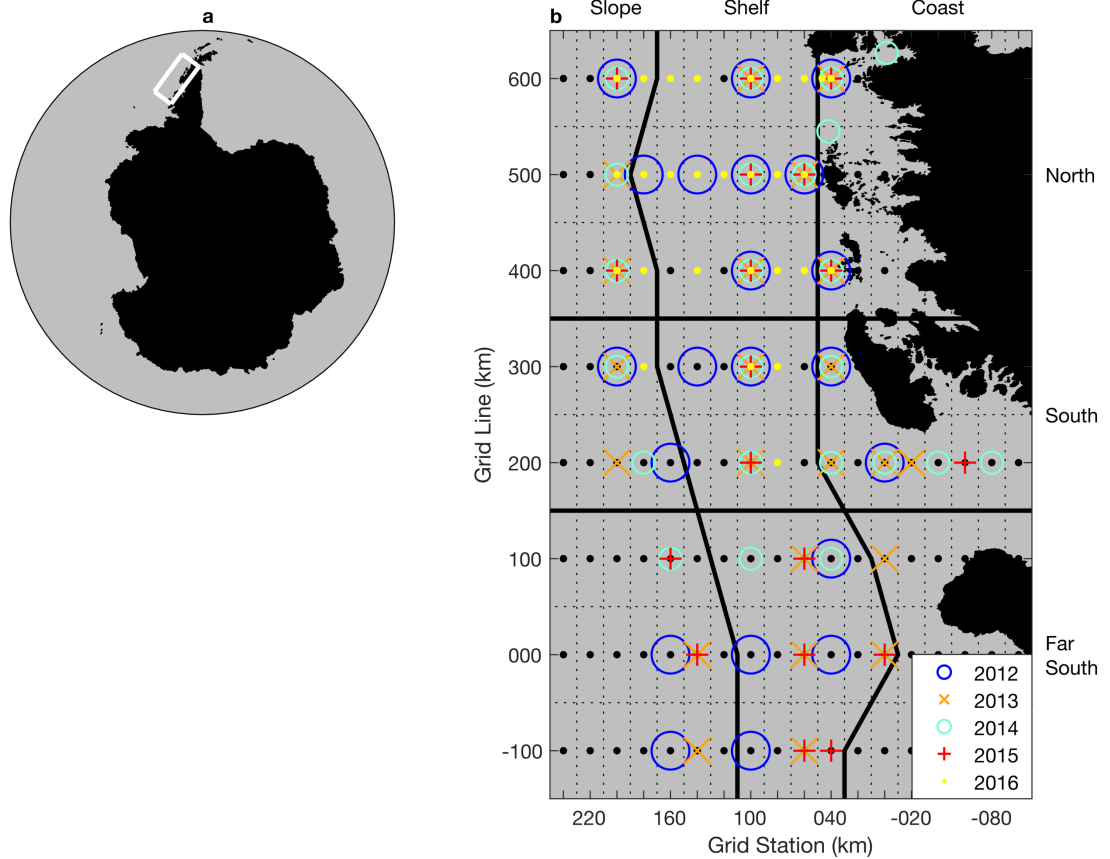 a
b
Slope Shelf Coast
600
500
400
300
200
100
000
-100
Grid Line (km)
North
South
Far
South
2012
2013
2014
2015
2016
220 160 100 040 -020 -080
Grid Station (km)